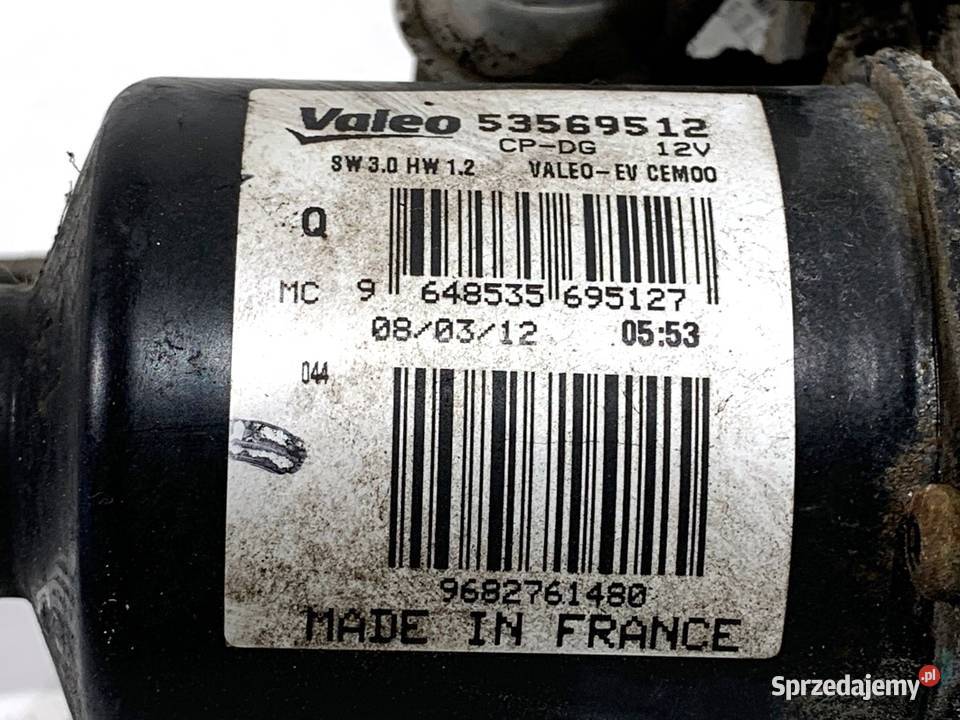 Valeo 53569512
CP-DG 12V
SW 3.0 HW 1.2 VALEO-EV CEM00
Q
MC 9 648535 695127
08/03/12 05:53
044
9682761480
MADE IN FRANCE
Sprzedajemy.pl